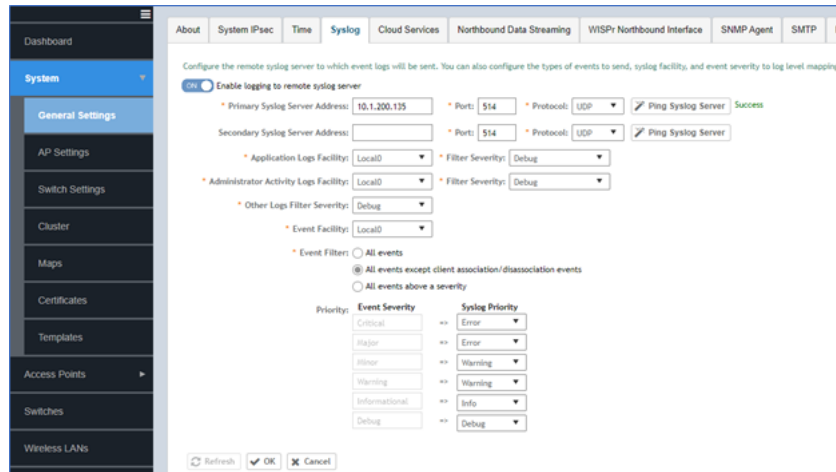 Dashboard
System
General Settings
AP Settings
Switch Settings
Cluster
Maps
Certificates
Templates
Access Points
Switches
Wireless LANs
About System IPsec Time Syslog Cloud Services Northbound Data Streaming WISPr Northbound Interface SNMP Agent SMTP
Configure the remote syslog server to which event logs will be sent. You can also configure the types of events to send, syslog facility, and event severity to log level mapping
ON Enable logging to remote syslog server
* Primary Syslog Server Address: 10.1.200.135 * Port: 514 * Protocol: UDP Ping Syslog Server Success
Secondary Syslog Server Address: * Port: 514 * Protocol: UDP Ping Syslog Server
* Application Logs Facility: Local0 * Filter Severity: Debug
* Administrator Activity Logs Facility: Local0 * Filter Severity: Debug
* Other Logs Filter Severity: Debug
* Event Facility: Local0
* Event Filter: All events
All events except client association/disassociation events
All events above a severity
Priority: Event Severity Syslog Priority
Critical => Error
Major => Error
Minor => Warning
Warning => Warning
Informational => Info
Debug => Debug
Refresh OK Cancel